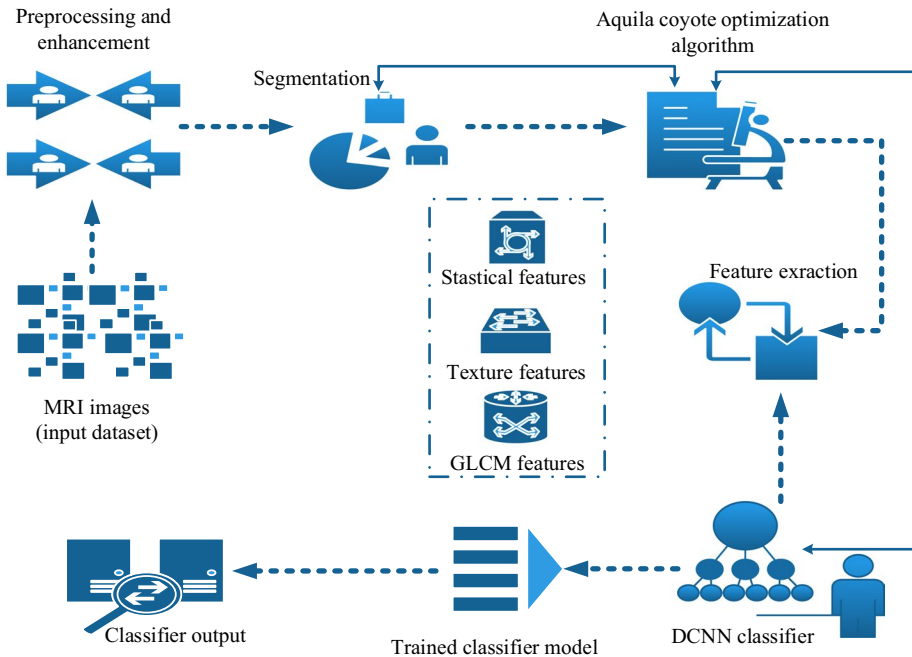 Preprocessing and
enhancement
Segmentation
Aquila coyote optimization
algorithm
Stastical features
Texture features
GLCM features
Feature exraction
MRI images
(input dataset)
Classifier output
Trained classifier model
DCNN classifier